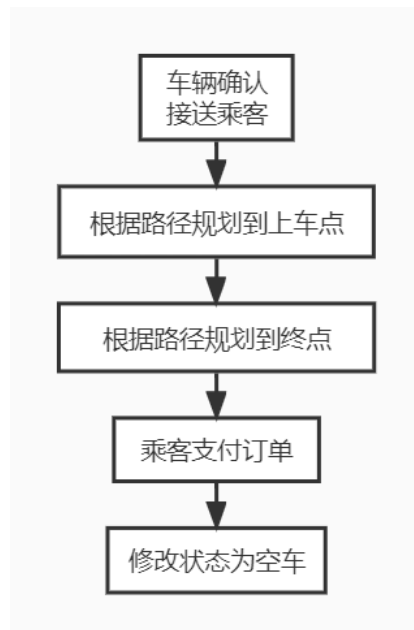 车辆确认
接送乘客
根据路径规划到上车点
根据路径规划到终点
乘客支付订单
修改状态为空车